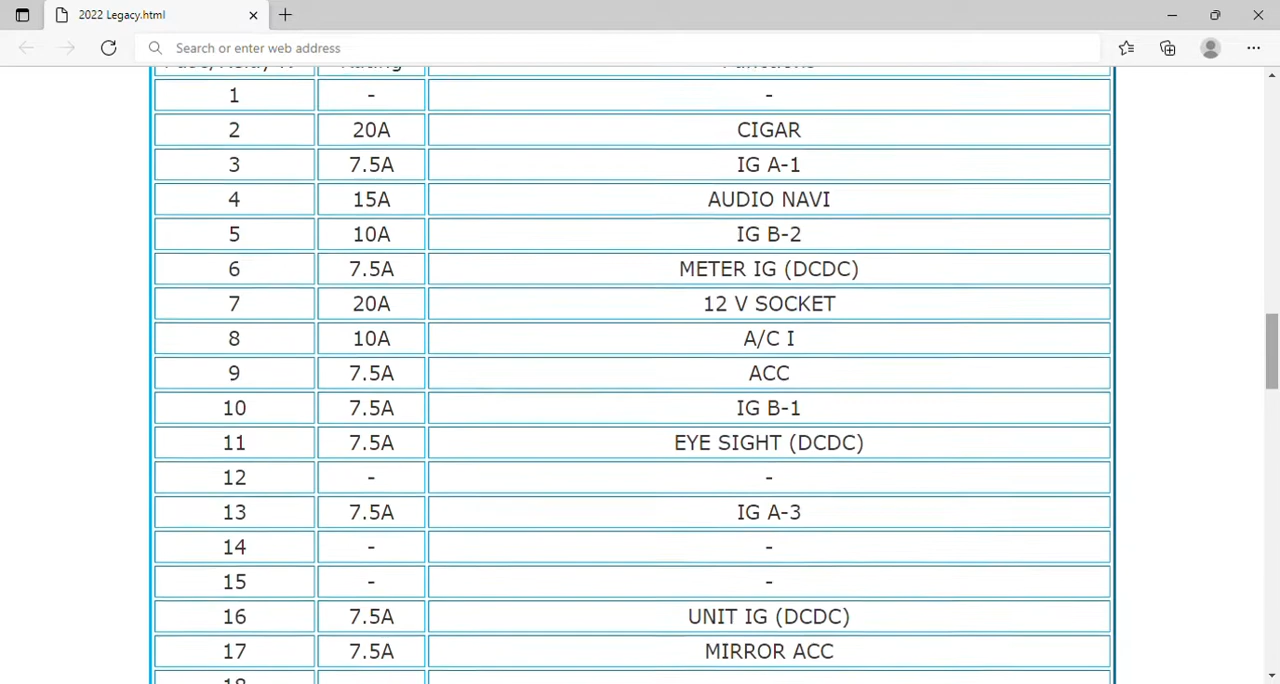 2022 Legacy.html
Search or enter web address
1 - -
2 20A CIGAR
3 7.5A IG A-1
4 15A AUDIO NAVI
5 10A IG B-2
6 7.5A METER IG (DCDC)
7 20A 12 V SOCKET
8 10A A/C I
9 7.5A ACC
10 7.5A IG B-1
11 7.5A EYE SIGHT (DCDC)
12 - -
13 7.5A IG A-3
14 - -
15 - -
16 7.5A UNIT IG (DCDC)
17 7.5A MIRROR ACC
18